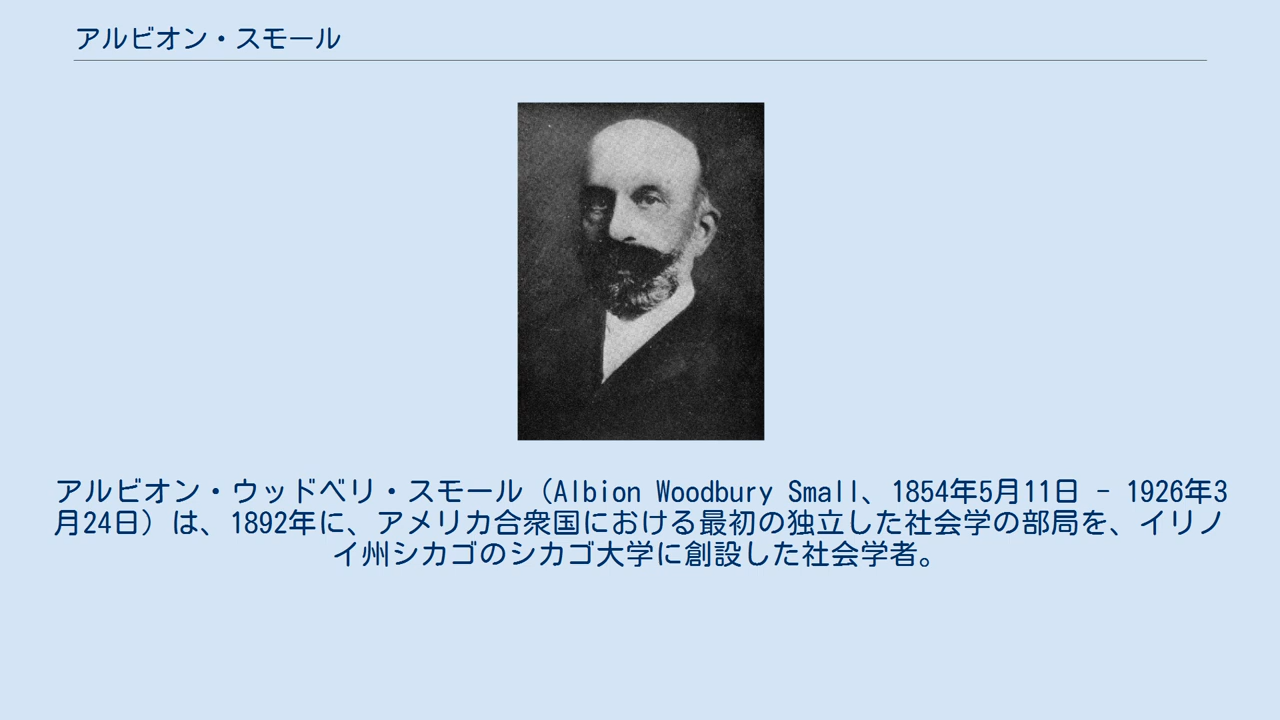 アルビオン・スモール
アルビオン・ウッドベリ・スモール（Albion Woodbury Small、1854年5月11日 - 1926年3
月24日）は、1892年に、アメリカ合衆国における最初の独立した社会学の部局を、イリノ
イ州シカゴのシカゴ大学に創設した社会学者。